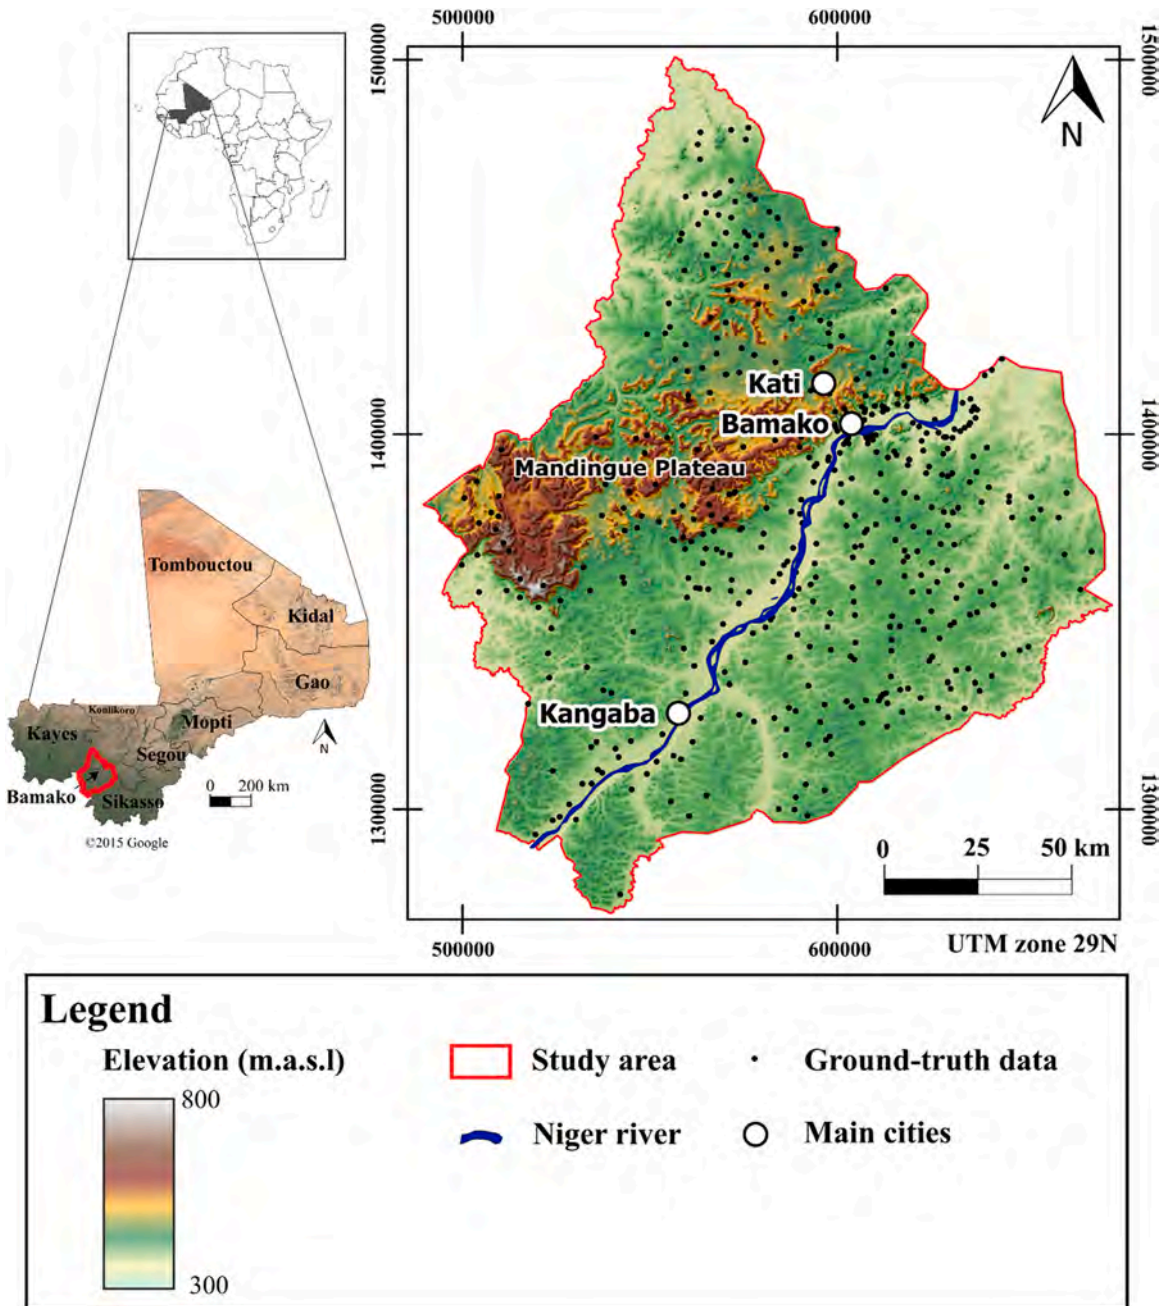 500000
600000
1500000
1500000
N
Kati
Bamako
1400000
1400000
Mandingue Plateau
Tombouctou
Kidal
Gao
Koulikoro
Mopti
Kayes
Segou
N
Kangaba
0 200 km
Bamako
Sikasso
©2015 Google
1300000
1300000
0 25 50 km
500000
600000
UTM zone 29N
Legend
Elevation (m.a.s.l)
Study area
Ground-truth data
800
Niger river
Main cities
300